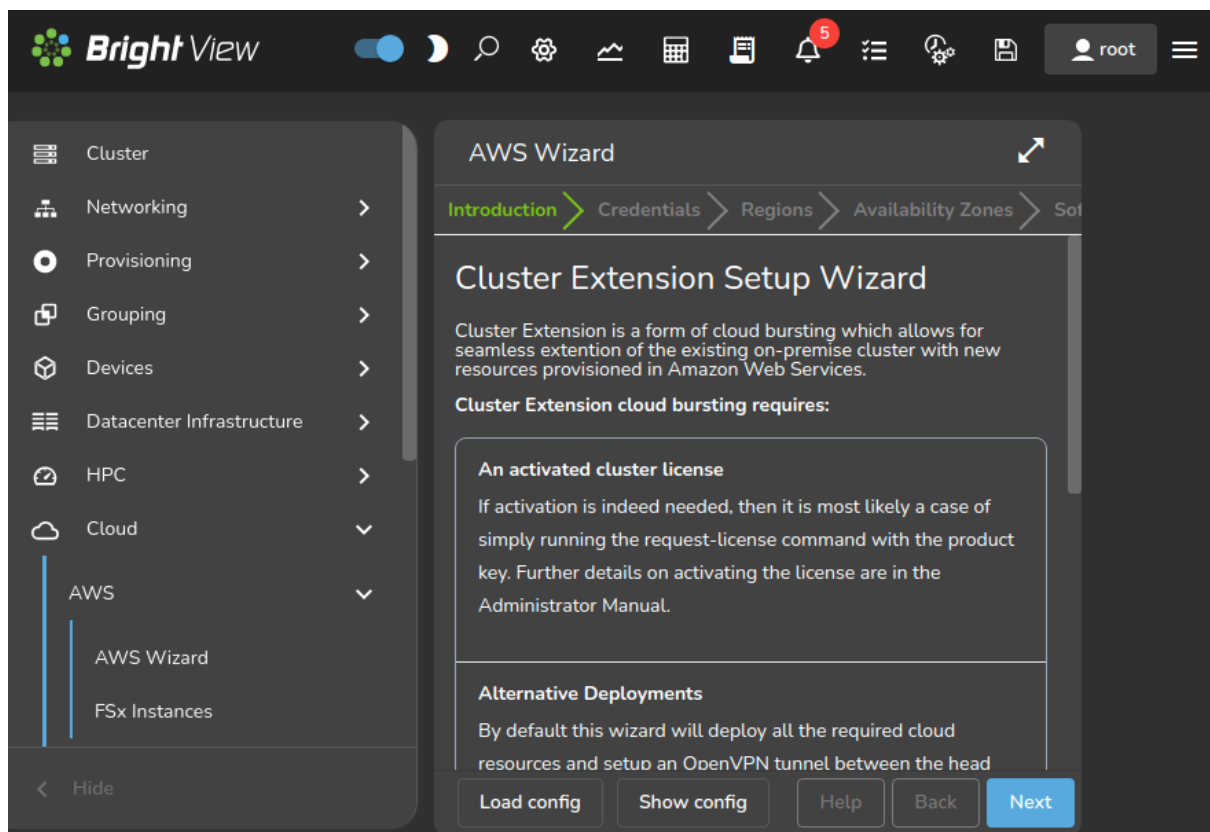 Bright View
5
root
Cluster
Networking
Provisioning
Grouping
Devices
Datacenter Infrastructure
HPC
Cloud
AWS
AWS Wizard
FSx Instances
Hide
AWS Wizard
Introduction Credentials Regions Availability Zones Sof
Cluster Extension Setup Wizard
Cluster Extension is a form of cloud bursting which allows for
seamless extention of the existing on-premise cluster with new
resources provisioned in Amazon Web Services.
Cluster Extension cloud bursting requires:
An activated cluster license
If activation is indeed needed, then it is most likely a case of
simply running the request-license command with the product
key. Further details on activating the license are in the
Administrator Manual.
Alternative Deployments
By default this wizard will deploy all the required cloud
resources and setup an OpenVPN tunnel between the head
Load config Show config Help Back Next